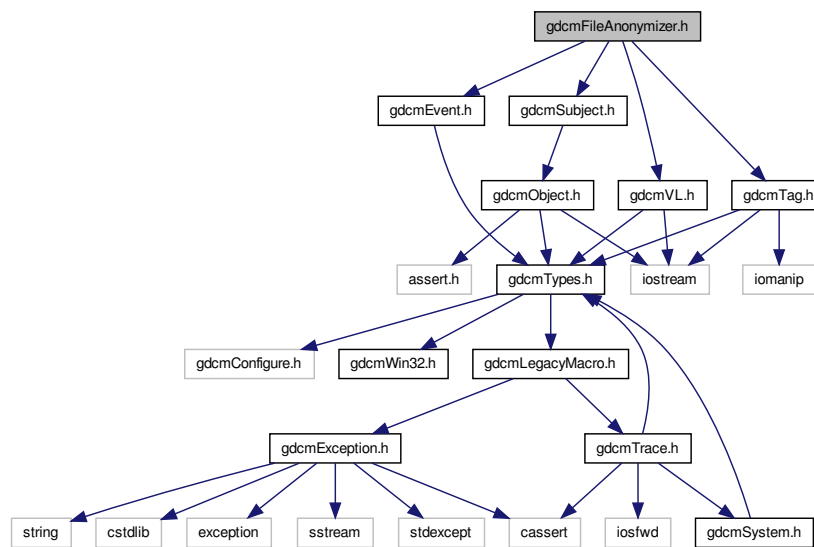 gdcmFileAnonymizer.h
gdcmEvent.h
gdcmSubject.h
gdcmObject.h
gdcmVL.h
gdcmTag.h
assert.h
gdcmTypes.h
iostream
iomanip
gdcmConfigure.h
gdcmWin32.h
gdcmLegacyMacro.h
gdcmException.h
gdcmTrace.h
string
cstdlib
exception
sstream
stdexcept
cassert
iosfwd
gdcmSystem.h